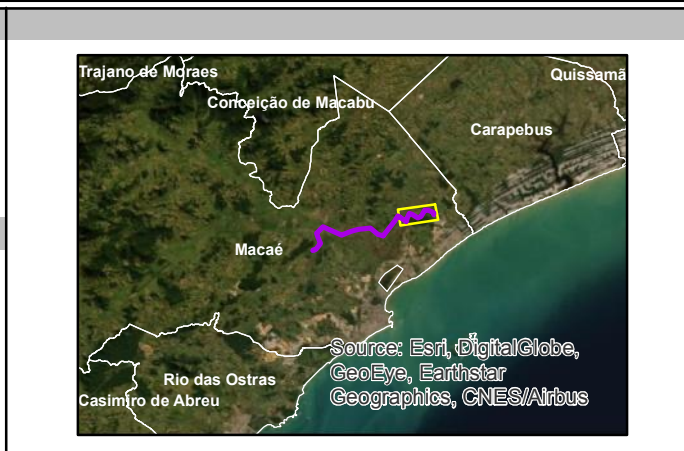 Trajano de Moraes
Quissamã
Conceição de Macabu
Carapebus
Macaé
Source: Esri, DigitalGlobe,
GeoEye, Earthstar
Geographics, CNES/Airbus
Rio das Ostras
Casimiro de Abreu